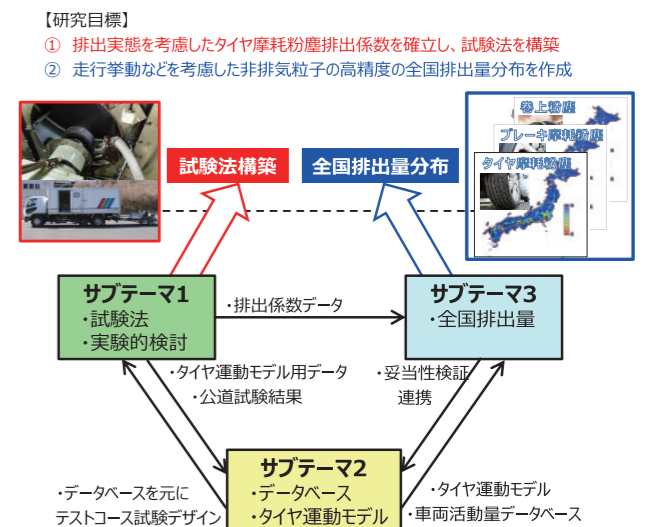 【研究目標】
① 排出実態を考慮したタイヤ摩耗粉塵排出係数を確立し、試験法を構築
② 走行挙動などを考慮した非排気粒子の高精度の全国排出量分布を作成
巻上粉塵
ブレーキ摩耗粉塵
タイヤ摩耗粉塵
試験法構築
全国排出量分布
サブテーマ1
・試験法
・実験的検討
・排出係数データ
サブテーマ3
・全国排出量
・タイヤ運動モデル用データ
・公道試験結果
・妥当性検証
連携
サブテーマ2
・データベース
・タイヤ運動モデル
・データベースを元に
テストコース試験デザイン
・タイヤ運動モデル
・車両活動量データベース